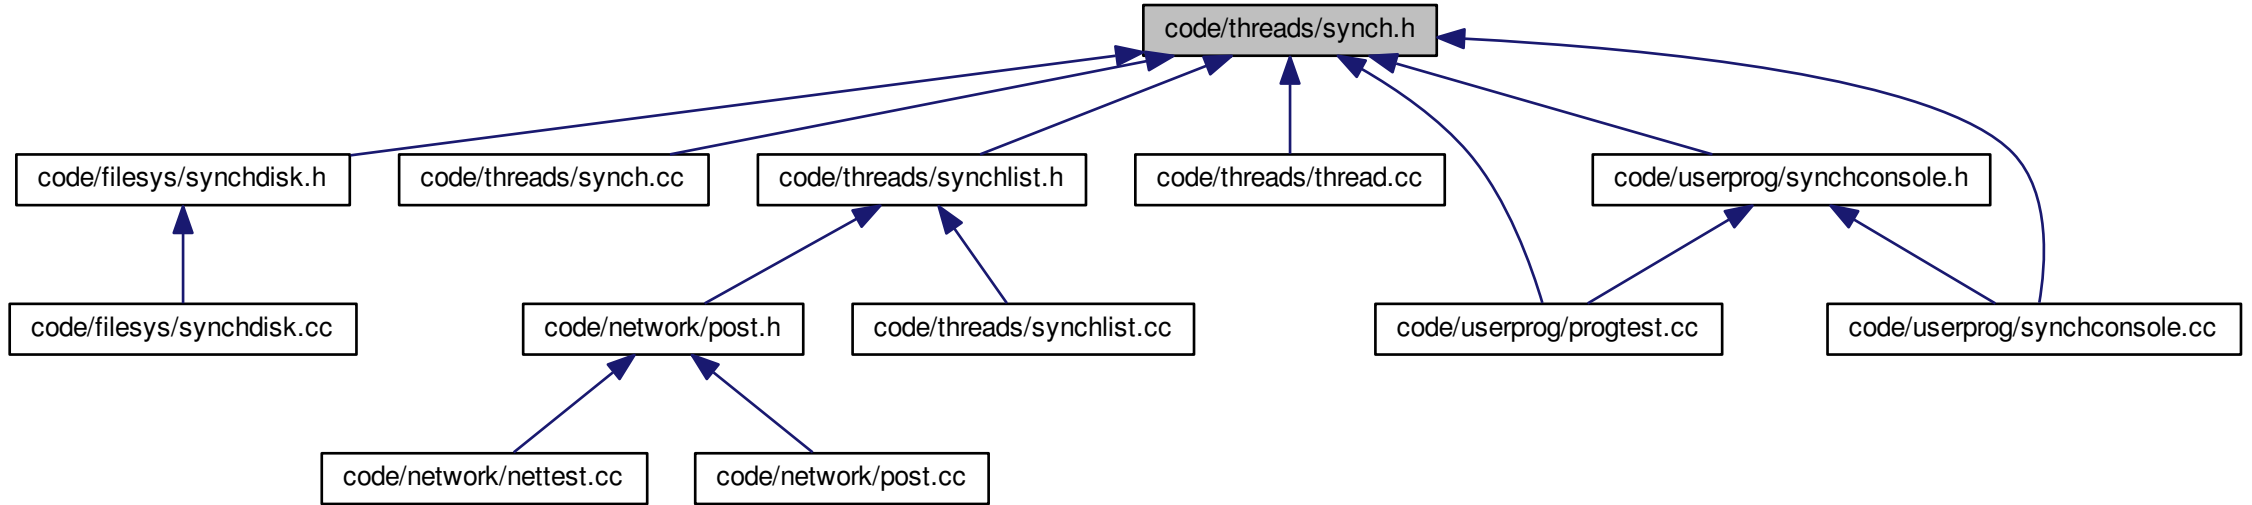 code/threads/synch.h
code/filesys/synchdisk.h
code/threads/synch.cc
code/threads/synchlist.h
code/threads/thread.cc
code/userprog/synchconsole.h
code/filesys/synchdisk.cc
code/network/post.h
code/threads/synchlist.cc
code/userprog/progtest.cc
code/userprog/synchconsole.cc
code/network/nettest.cc
code/network/post.cc